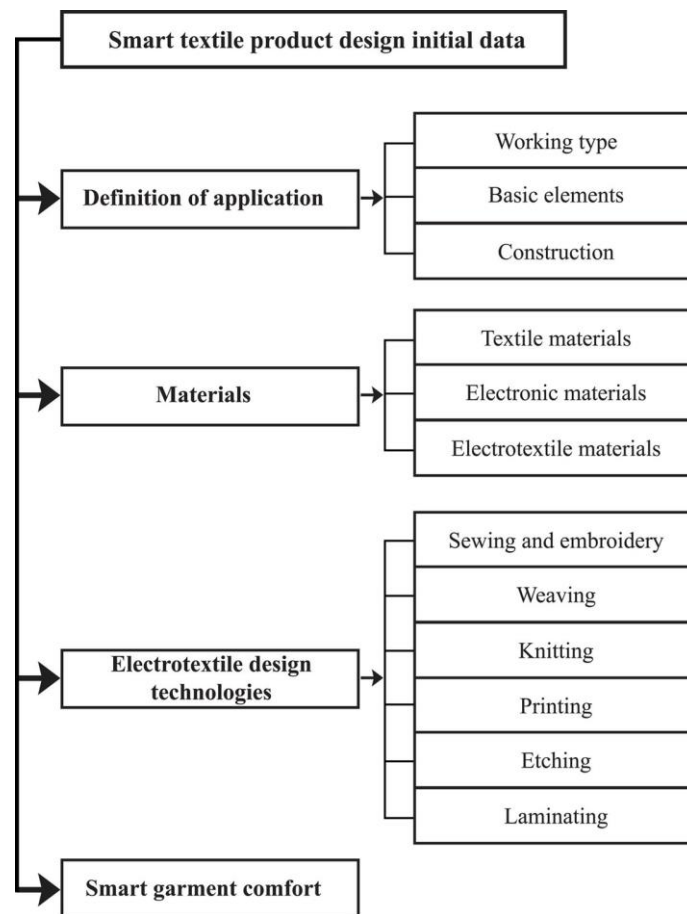 Smart textile product design initial data
Definition of application
Working type
Basic elements
Construction
Materials
Textile materials
Electronic materials
Electrotextile materials
Electrotextile design
technologies
Sewing and embroidery
Weaving
Knitting
Printing
Etching
Laminating
Smart garment comfort